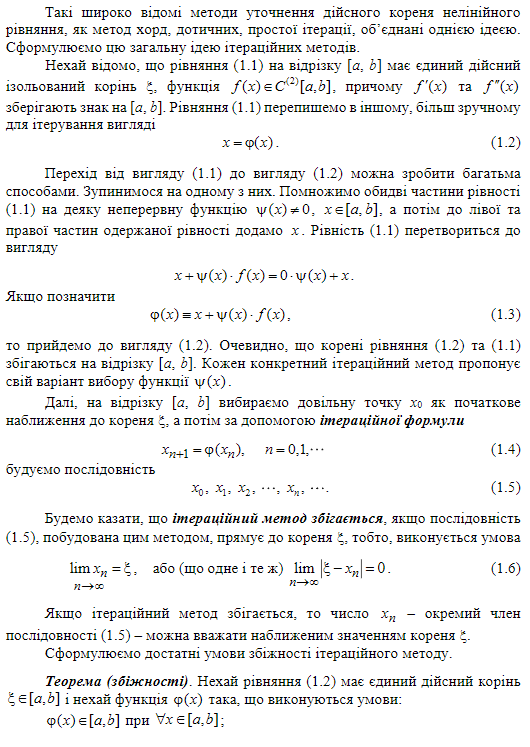 Такі широко відомі методи уточнення дійсного кореня нелінійного
рівняння, як метод хорд, дотичних, простої ітерації, об’єднані однією ідеєю.
Сформулюємо цю загальну ідею ітераційних методів.
Нехай відомо, що рівняння (1.1) на відрізку [a, b] має єдиний дійсний
ізольований корінь ξ, функція f(x)∈C⁽²⁾[a,b], причому f′(x) та f″(x)
зберігають знак на [a, b]. Рівняння (1.1) перепишемо в іншому, більш зручному
для ітерування вигляді
x = φ(x). (1.2)
Перехід від вигляду (1.1) до вигляду (1.2) можна зробити багатьма
способами. Зупинимося на одному з них. Помножимо обидві частини рівності
(1.1) на деяку неперервну функцію ψ(x)≠0, x∈[a,b], а потім до лівої та
правої частин одержаної рівності додамо x. Рівність (1.1) перетвориться до
вигляду
x+ψ(x)· f(x)=0·ψ(x)+x.
Якщо позначити
φ(x)≡x+ψ(x)· f(x), (1.3)
то прийдемо до вигляду (1.2). Очевидно, що корені рівняння (1.2) та (1.1)
збігаються на відрізку [a, b]. Кожен конкретний ітераційний метод пропонує
свій варіант вибору функції ψ(x).
Далі, на відрізку [a, b] вибираємо довільну точку x₀ як початкове
наближення до кореня ξ, а потім за допомогою ітераційної формули
xₙ₊₁=φ(xₙ), n=0,1,⋯ (1.4)
будуємо послідовність
x₀, x₁, x₂, ⋯, xₙ, ⋯. (1.5)
Будемо казати, що ітераційний метод збігається, якщо послідовність
(1.5), побудована цим методом, прямує до кореня ξ, тобто, виконується умова
lim xₙ=ξ, або (що одне і те ж) lim |ξ−xₙ|=0. (1.6)
n→∞ n→∞
Якщо ітераційний метод збігається, то число xₙ – окремий член
послідовності (1.5) – можна вважати наближеним значенням кореня ξ.
Сформулюємо достатні умови збіжності ітераційного методу.
Теорема (збіжності). Нехай рівняння (1.2) має єдиний дійсний корінь
ξ∈[a,b] і нехай функція φ(x) така, що виконуються умови:
φ(x)∈[a,b] при ∀x∈[a,b];